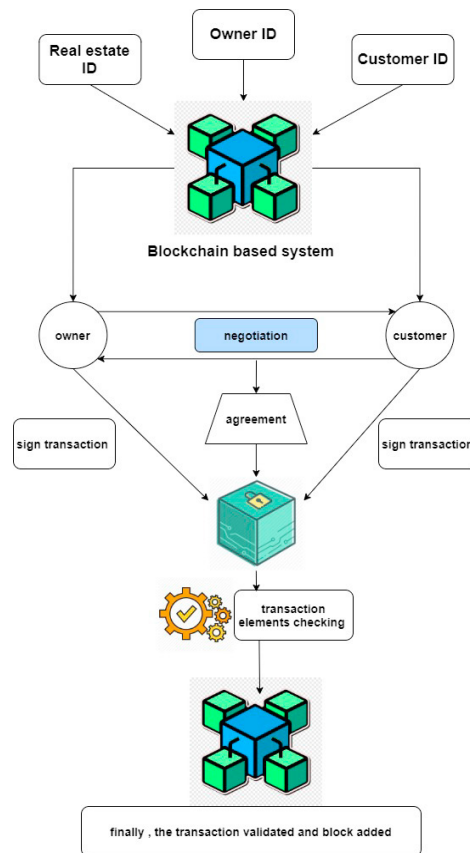 Owner ID
Real estate
ID
Customer ID
Blockchain based system
owner
negotiation
customer
agreement
sign transaction
sign transaction
transaction
elements checking
finally , the transaction validated and block added